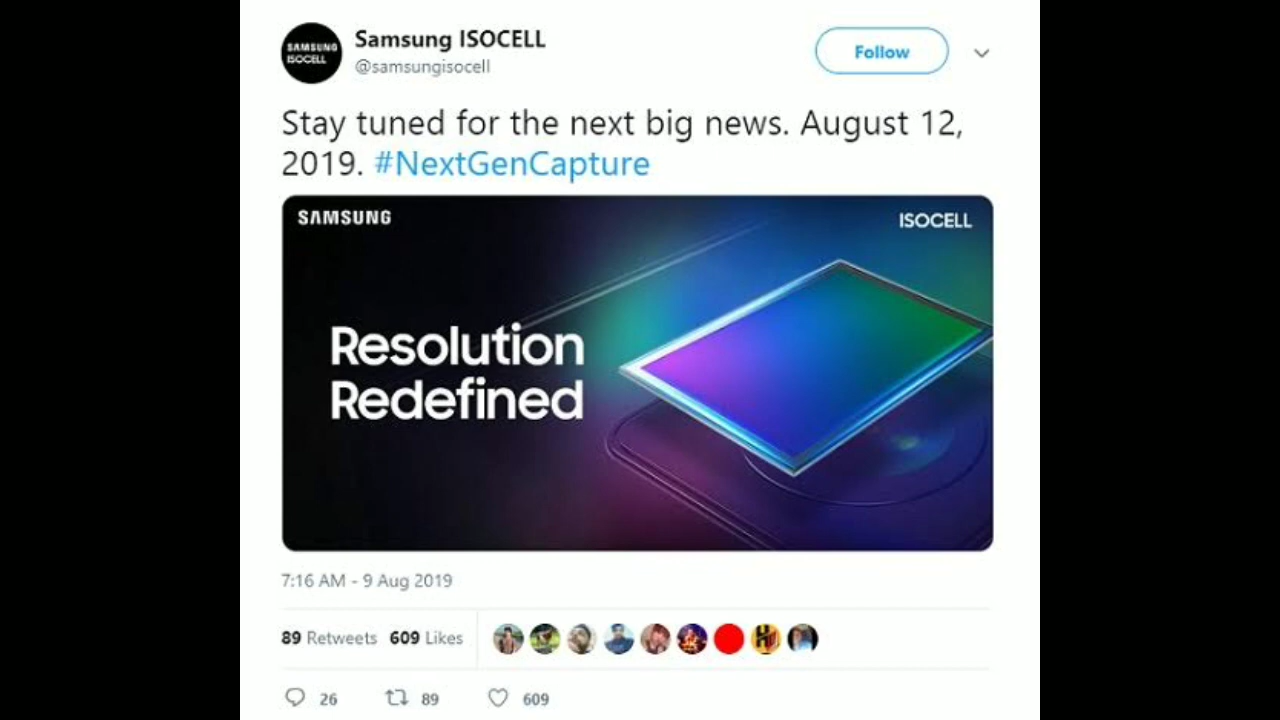 SAMSUNG
ISOCELL
Samsung ISOCELL
@samsungisocell
Follow
Stay tuned for the next big news. August 12,
2019. #NextGenCapture
SAMSUNG
ISOCELL
Resolution
Redefined
7:16 AM - 9 Aug 2019
89 Retweets 609 Likes
26 89 609